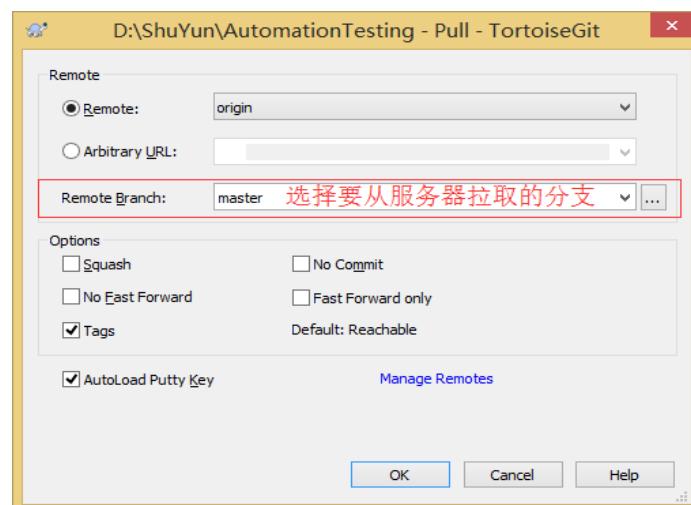 D:\ShuYun\AutomationTesting - Pull - TortoiseGit
Remote
Remote: origin
Arbitrary URL:
Remote Branch: master 选择要从服务器拉取的分支 ...
Options
Squash No Commit
No Fast Forward Fast Forward only
Tags Default: Reachable
AutoLoad Putty Key Manage Remotes
OK Cancel Help